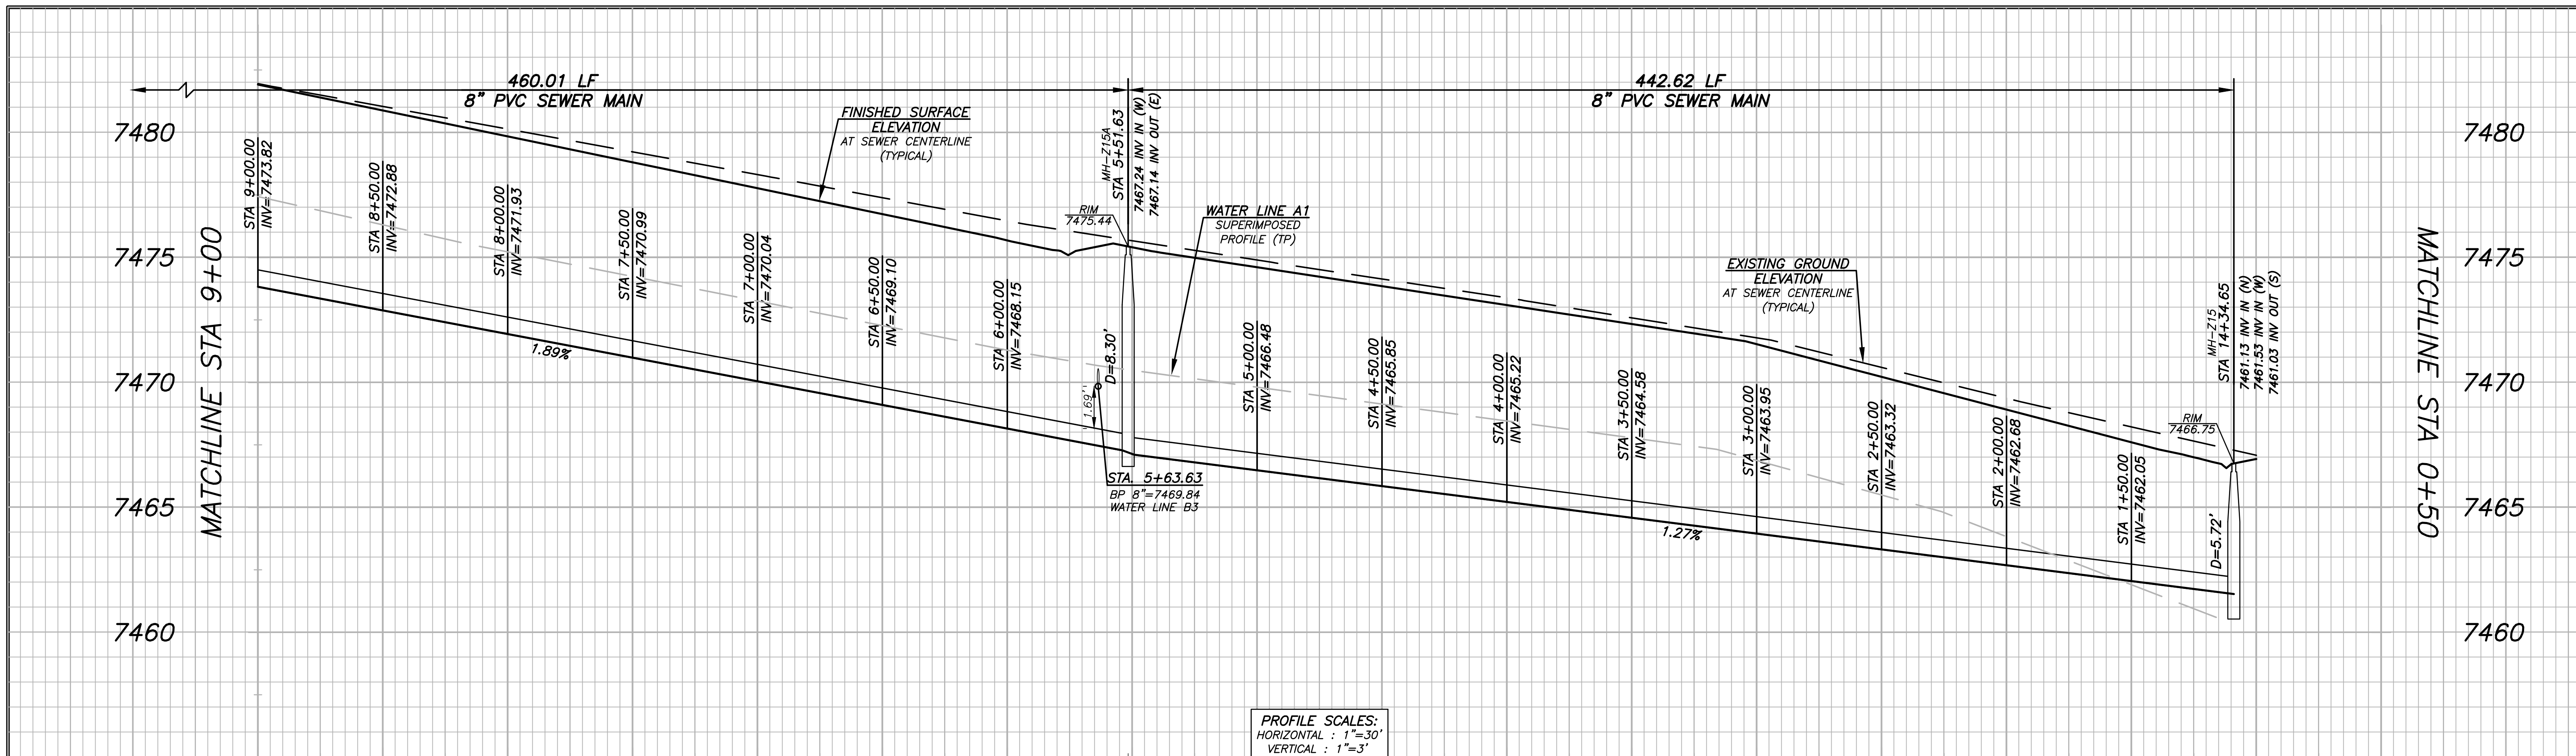 460.01 LF
8" PVC SEWER MAIN
442.62 LF
8" PVC SEWER MAIN
7480
7475
7470
7465
7460
MATCHLINE STA 9+00
STA 9+00.00
INV=7473.82
STA 8+50.00
INV=7472.88
STA 8+00.00
INV=7471.93
STA 7+50.00
INV=7470.99
STA 7+00.00
INV=7470.04
STA 6+50.00
INV=7469.10
STA 6+00.00
INV=7468.15
1.89%
FINISHED SURFACE
ELEVATION
AT SEWER CENTERLINE
(TYPICAL)
MH-Z15A
STA 5+51.63
7467.24 INV IN (W)
7467.14 INV OUT (E)
RIM
7475.44
D=8.30'
1.69'
STA. 5+63.63
BP 8"=7469.84
WATER LINE B3
WATER LINE A1
SUPERIMPOSED
PROFILE (TP)
STA 5+00.00
INV=7466.48
STA 4+50.00
INV=7465.85
STA 4+00.00
INV=7465.22
STA 3+50.00
INV=7464.58
STA 3+00.00
INV=7463.95
STA 2+50.00
INV=7463.32
STA 2+00.00
INV=7462.68
STA 1+50.00
INV=7462.05
1.27%
EXISTING GROUND
ELEVATION
AT SEWER CENTERLINE
(TYPICAL)
MH-Z15
STA 14+34.65
7461.13 INV IN (N)
7461.53 INV IN (W)
7461.03 INV OUT (S)
RIM
7466.75
D=5.72'
MATCHLINE STA 0+50
7480
7475
7470
7465
7460
PROFILE SCALES:
HORIZONTAL : 1"=30'
VERTICAL : 1"=3'